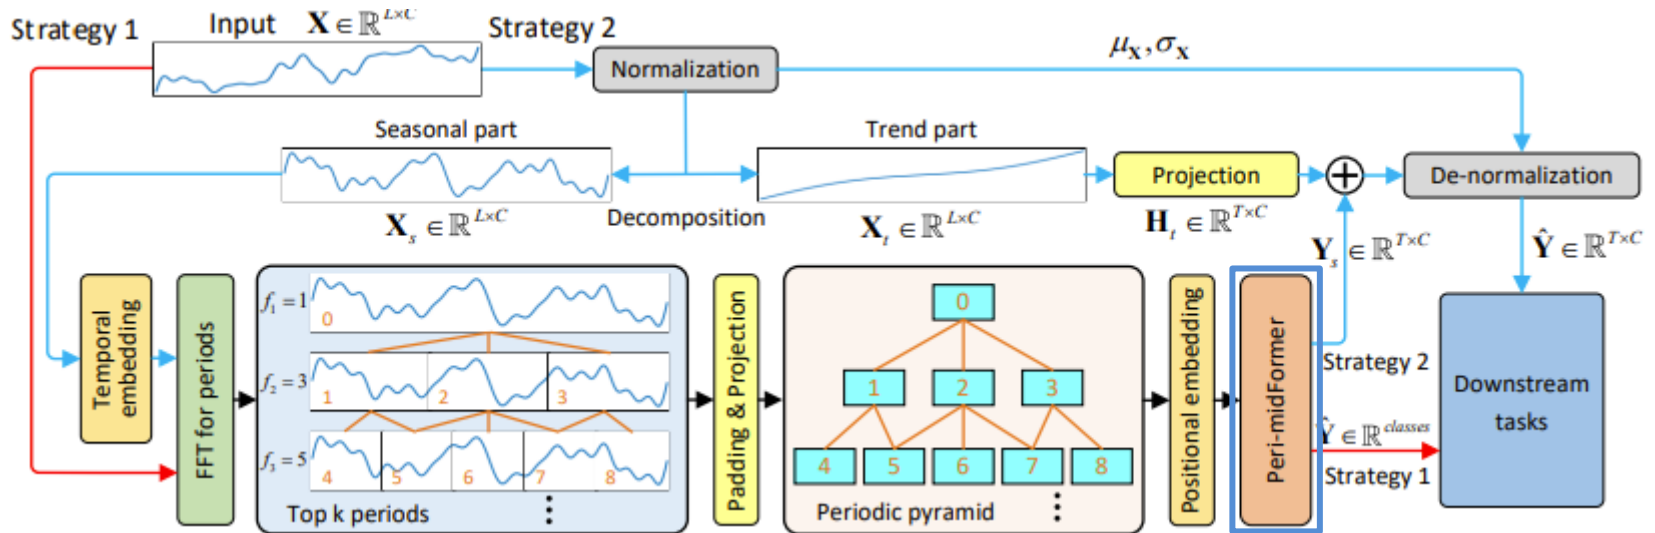 Strategy 1
Input X ∈ ℝ^{L×C}
Strategy 2
Normalization
μ_X, σ_X
Seasonal part
Trend part
Projection
De-normalization
X_s ∈ ℝ^{L×C}
Decomposition
X_t ∈ ℝ^{L×C}
H_t ∈ ℝ^{T×C}
Y_s ∈ ℝ^{T×C}
Ŷ ∈ ℝ^{T×C}
Temporal
embedding
FFT for periods
f_1 = 1
0
f_2 = 3
1 2 3
f_3 = 5
4 5 6 7 8
Top k periods
Padding & Projection
0
1 2 3
4 5 6 7 8
Periodic pyramid
Positional embedding
Peri-midFormer
Strategy 2
Ŷ ∈ ℝ^{classes}
Strategy 1
Downstream
tasks